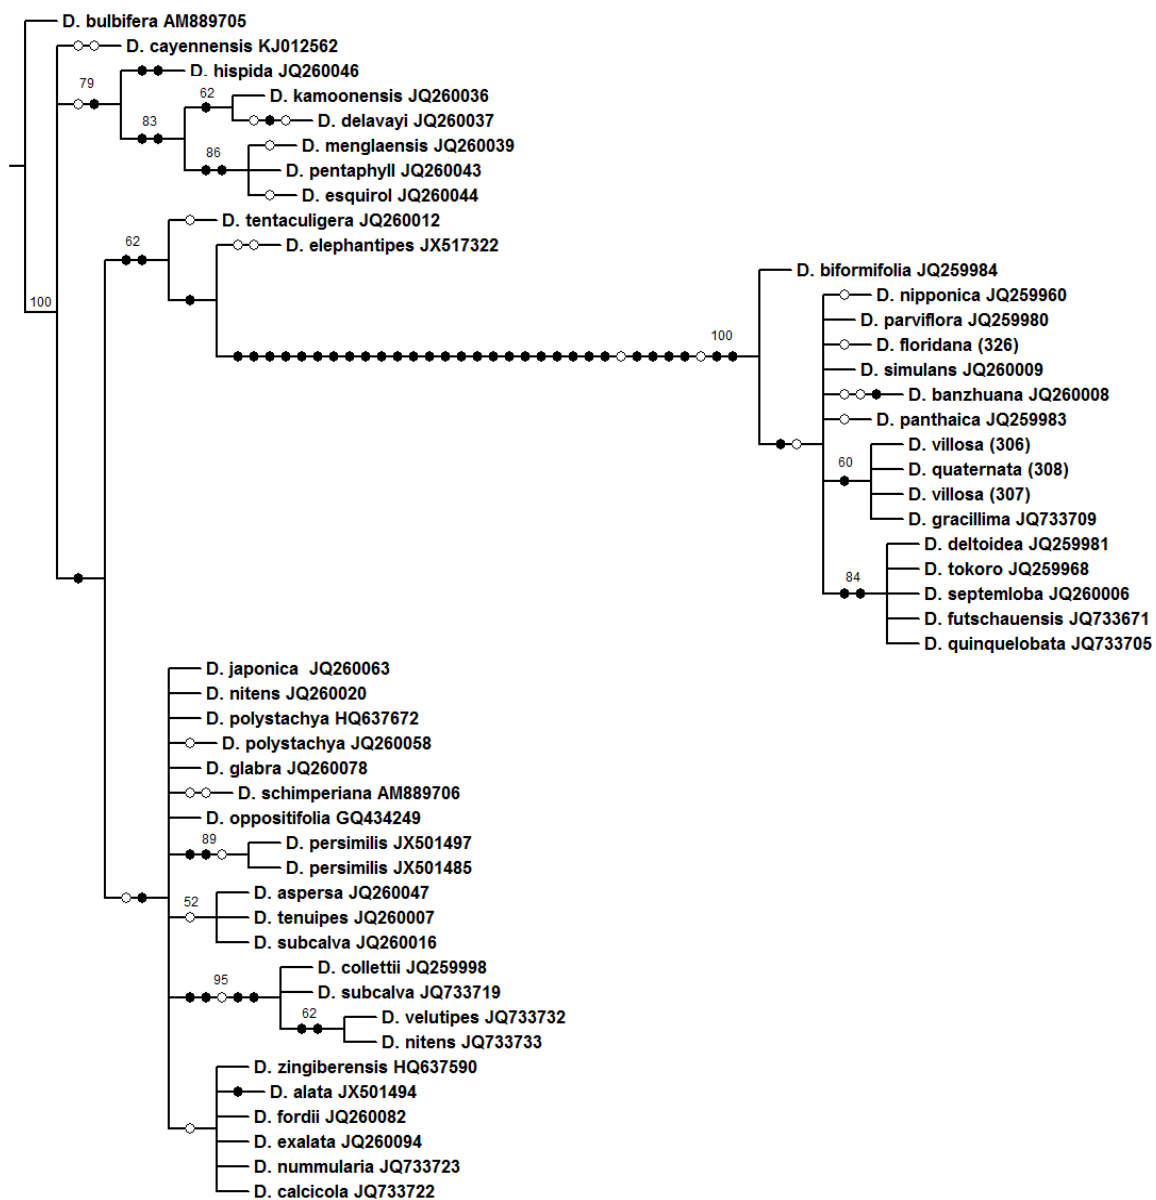 D. bulbifera AM889705
D. cayennensis KJ012562
D. hispida JQ260046
79
62
D. kamoonensis JQ260036
D. delavayi JQ260037
83
D. menglaensis JQ260039
86
D. pentaphyll JQ260043
D. esquirol JQ260044
D. tentaculigera JQ260012
62
D. elephantipes JX517322
D. biformifolia JQ259984
D. nipponica JQ259960
100
D. parviflora JQ259980
100
D. floridana (326)
D. simulans JQ260009
D. banzhuana JQ260008
D. panthaica JQ259983
D. villosa (306)
60
D. quaternata (308)
D. villosa (307)
D. gracillima JQ733709
D. deltoidea JQ259981
D. tokoro JQ259968
84
D. septemloba JQ260006
D. futschauensis JQ733671
D. quinquelobata JQ733705
D. japonica JQ260063
D. nitens JQ260020
D. polystachya HQ637672
D. polystachya JQ260058
D. glabra JQ260078
D. schimperiana AM889706
D. oppositifolia GQ434249
89
D. persimilis JX501497
D. persimilis JX501485
D. aspersa JQ260047
52
D. tenuipes JQ260007
D. subcalva JQ260016
D. collettii JQ259998
95
D. subcalva JQ733719
62
D. velutipes JQ733732
D. nitens JQ733733
D. zingiberensis HQ637590
D. alata JX501494
D. fordii JQ260082
D. exalata JQ260094
D. nummularia JQ733723
D. calcicola JQ733722